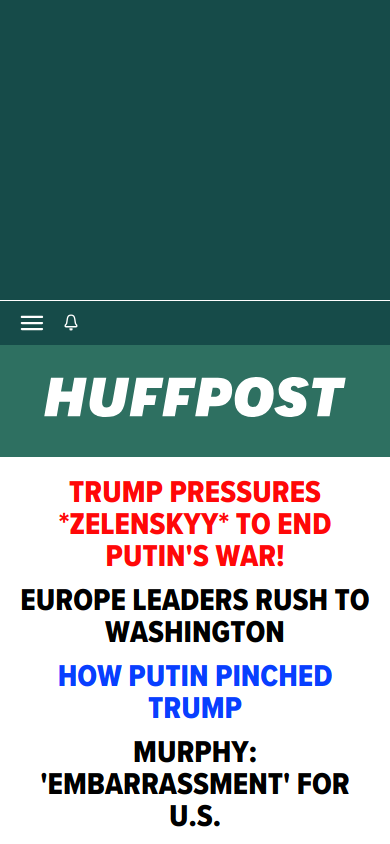 HUFFPOST
TRUMP PRESSURES
*ZELENSKYY* TO END
PUTIN'S WAR!
EUROPE LEADERS RUSH TO
WASHINGTON
HOW PUTIN PINCHED
TRUMP
MURPHY:
'EMBARRASSMENT' FOR
U.S.